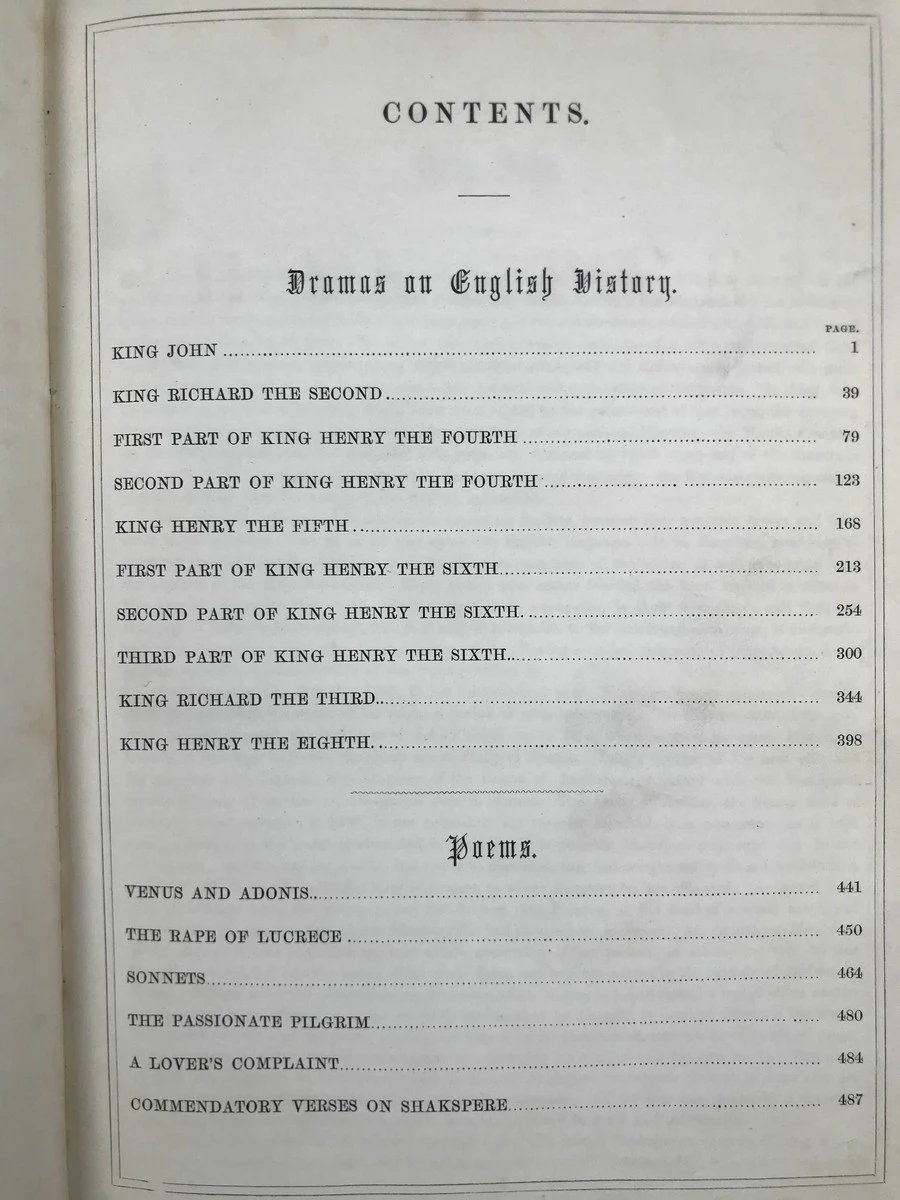 CONTENTS.
Dramas on English History.
PAGE.
KING JOHN 1
KING RICHARD THE SECOND 39
FIRST PART OF KING HENRY THE FOURTH 79
SECOND PART OF KING HENRY THE FOURTH 123
KING HENRY THE FIFTH 168
FIRST PART OF KING HENRY THE SIXTH 213
SECOND PART OF KING HENRY THE SIXTH 254
THIRD PART OF KING HENRY THE SIXTH 300
KING RICHARD THE THIRD 344
KING HENRY THE EIGHTH 398
Poems.
VENUS AND ADONIS 441
THE RAPE OF LUCRECE 450
SONNETS 464
THE PASSIONATE PILGRIM 480
A LOVER'S COMPLAINT 484
COMMENDATORY VERSES ON SHAKSPERE 487